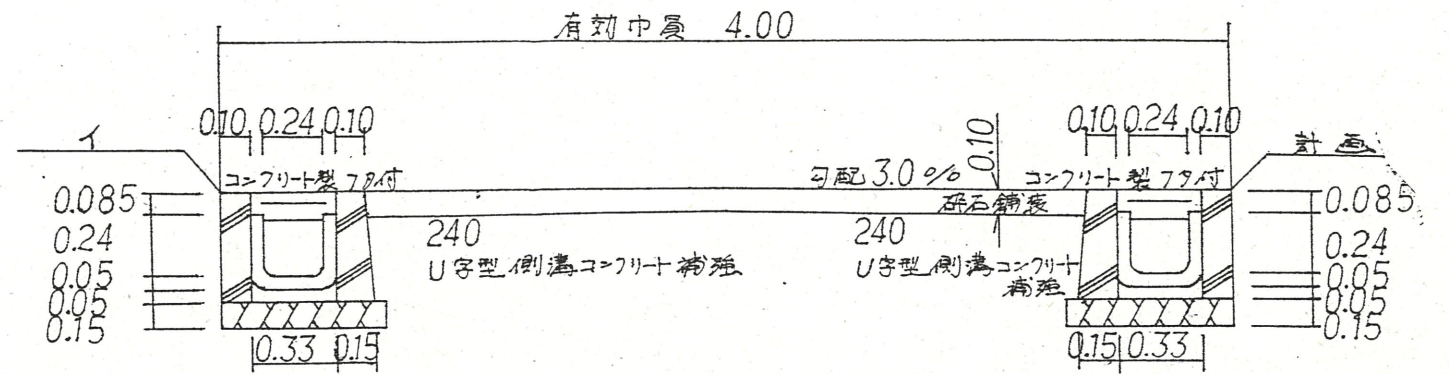 有効巾員 4.00
0.10 0.24 0.10
0.10
0.10 0.24 0.10
イ
計画
コンクリート製フタ付
勾配 3.0%
コンクリート製フタ付
0.085
砕石舗装
0.085
0.24
240
240
0.24
U字型側溝コンクリート補強
U字型側溝コンクリート
補強
0.05
0.05
0.05
0.05
0.15
0.15
0.33 0.15
0.15 0.33